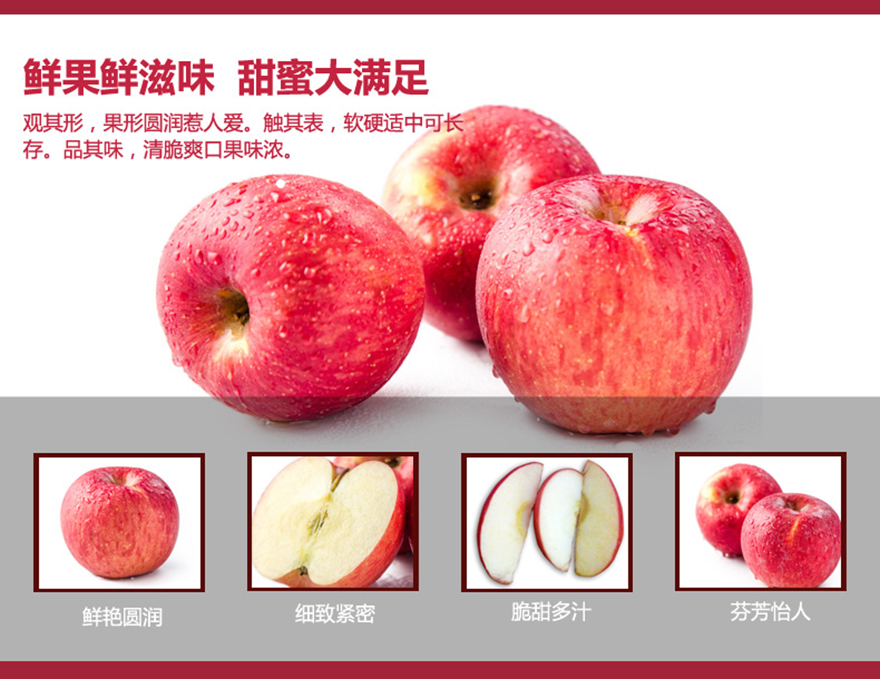 鲜果鲜滋味 甜蜜大满足
观其形，果形圆润惹人爱。触其表，软硬适中可长
存。品其味，清脆爽口果味浓。
鲜艳圆润
细致紧密
脆甜多汁
芬芳怡人